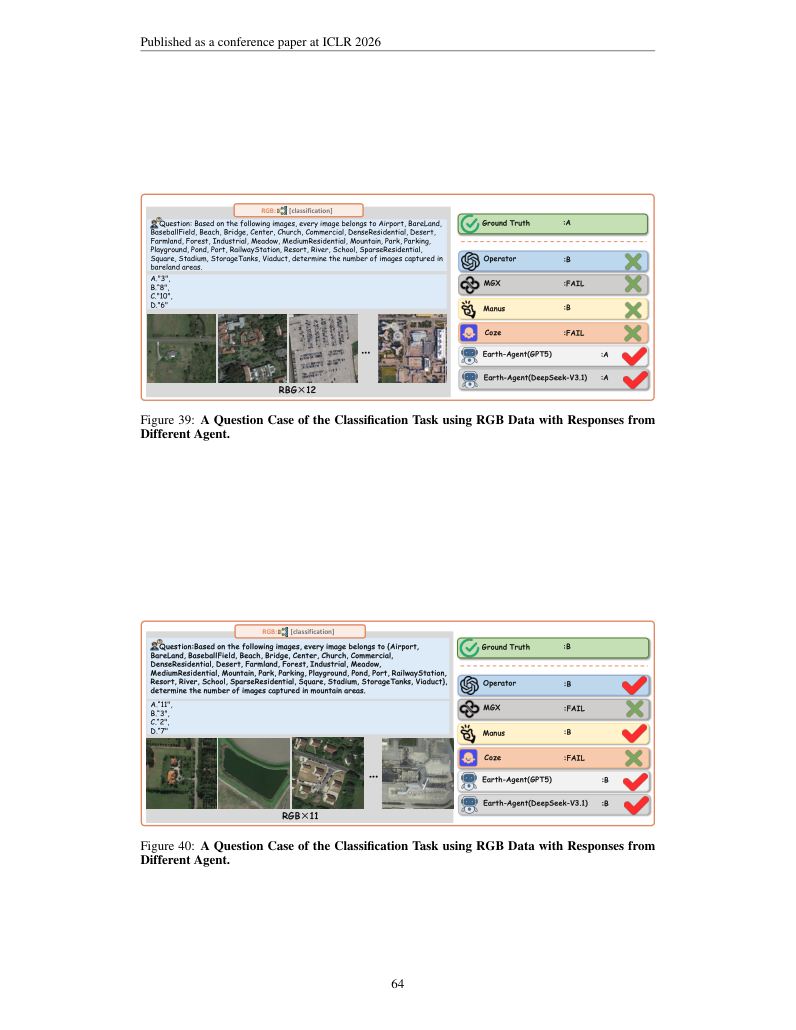 Published as a conference paper at ICLR 2026
RGB: [classification]
Question: Based on the following images, every image belongs to Airport, BareLand,
BaseballField, Beach, Bridge, Center, Church, Commercial, DenseResidential, Desert,
Farmland, Forest, Industrial, Meadow, MediumResidential, Mountain, Park, Parking,
Playground, Pond, Port, RailwayStation, Resort, River, School, SparseResidential,
Square, Stadium, StorageTanks, Viaduct, determine the number of images captured in
bareland areas.
A."3",
B."8",
C."10",
D."6"
...
RBG×12
Ground Truth :A
Operator :B
MGX :FAIL
Manus :B
Coze :FAIL
Earth-Agent(GPT5) :A
Earth-Agent(DeepSeek-V3.1) :A
Figure 39: A Question Case of the Classification Task using RGB Data with Responses from
Different Agent.
RGB: [classification]
Question:Based on the following images, every image belongs to {Airport,
BareLand, BaseballField, Beach, Bridge, Center, Church, Commercial,
DenseResidential, Desert, Farmland, Forest, Industrial, Meadow,
MediumResidential, Mountain, Park, Parking, Playground, Pond, Port, RailwayStation,
Resort, River, School, SparseResidential, Square, Stadium, StorageTanks, Viaduct},
determine the number of images captured in mountain areas.
A."11",
B."3",
C."2",
D."7"
...
RGB×11
Ground Truth :B
Operator :B
MGX :FAIL
Manus :B
Coze :FAIL
Earth-Agent(GPT5) :B
Earth-Agent(DeepSeek-V3.1) :B
Figure 40: A Question Case of the Classification Task using RGB Data with Responses from
Different Agent.
64